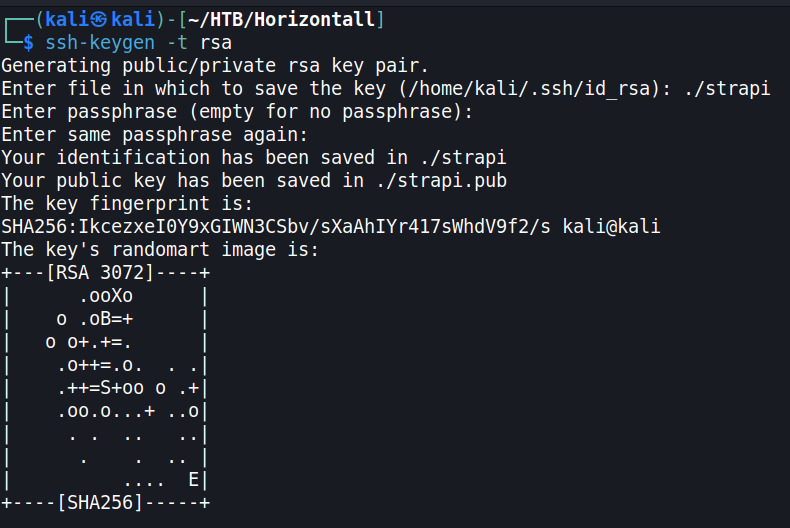 ┌──(kali㉿kali)-[~/HTB/Horizontall]
└─$ ssh-keygen -t rsa
Generating public/private rsa key pair.
Enter file in which to save the key (/home/kali/.ssh/id_rsa): ./strapi
Enter passphrase (empty for no passphrase):
Enter same passphrase again:
Your identification has been saved in ./strapi
Your public key has been saved in ./strapi.pub
The key fingerprint is:
SHA256:IkcezxeI0Y9xGIWN3CSbv/sXaAhIYr417sWhdV9f2/s kali@kali
The key's randomart image is:
+---[RSA 3072]----+
|      .ooXo      |
|    o .oB=+      |
|   o o+.+=.      |
|    .o++=.o.  . .|
|    .++=S+oo o .+|
|    .oo.o...+ ..o|
|     . .  ..   ..|
|      .    .  .. |
|          ....  E|
+----[SHA256]-----+